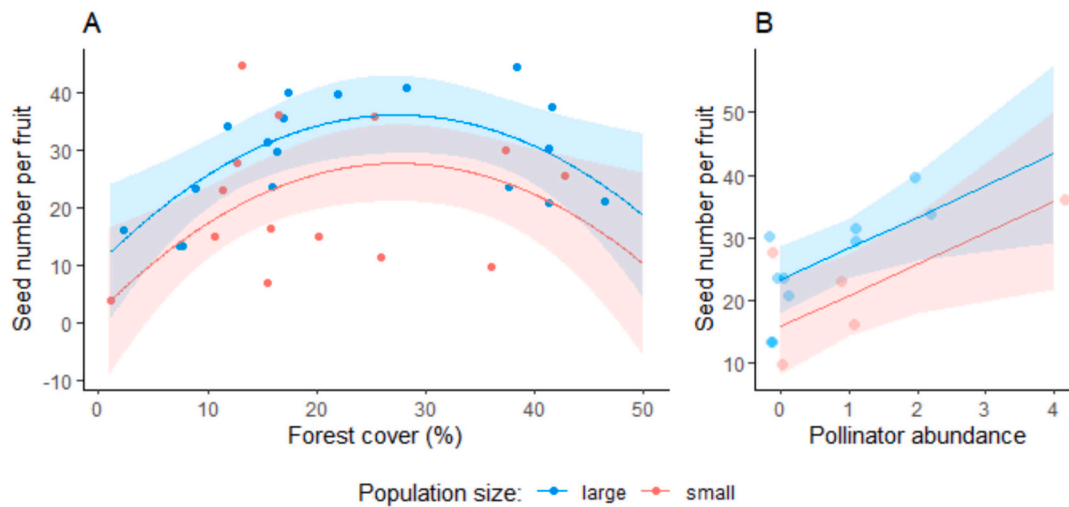 A
Seed number per fruit
40
30
20
10
0
-10
0 10 20 30 40 50
Forest cover (%)
B
Seed number per fruit
50
40
30
20
10
0 1 2 3 4
Pollinator abundance
Population size: large small